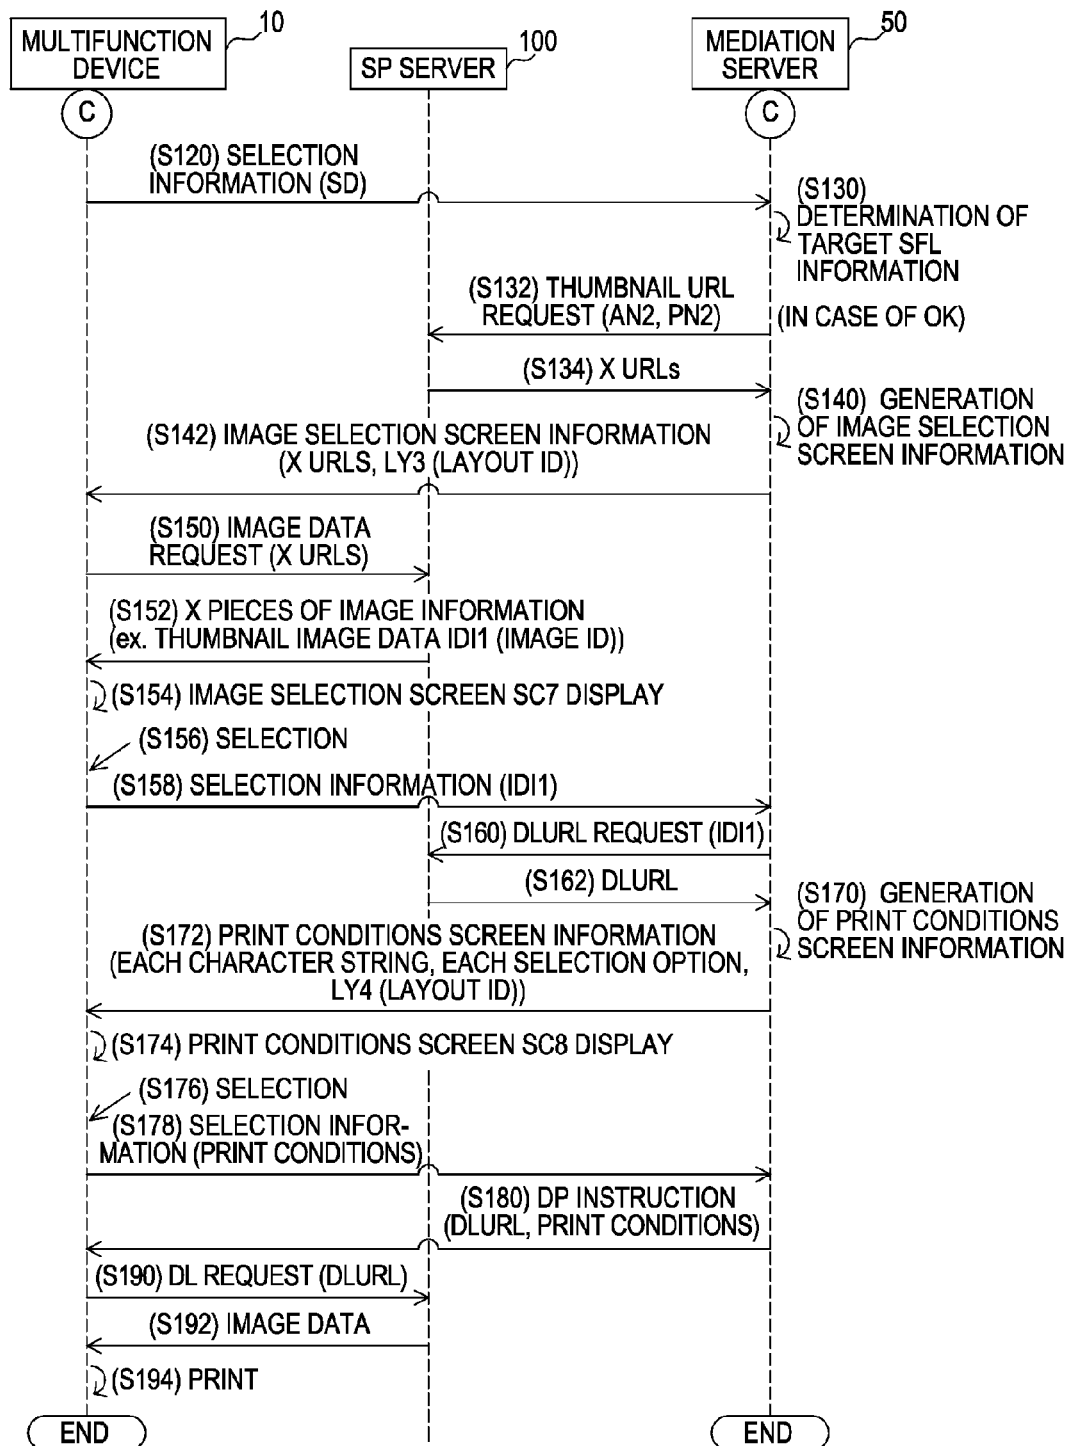 10
MULTIFUNCTION
DEVICE
100
SP SERVER
50
MEDIATION
SERVER
C
C
(S120) SELECTION
INFORMATION (SD)
(S130)
DETERMINATION OF
TARGET SFL
INFORMATION
(S132) THUMBNAIL URL
REQUEST (AN2, PN2)
(IN CASE OF OK)
(S134) X URLs
(S140) GENERATION
OF IMAGE SELECTION
SCREEN INFORMATION
(S142) IMAGE SELECTION SCREEN INFORMATION
(X URLS, LY3 (LAYOUT ID))
(S150) IMAGE DATA
REQUEST (X URLS)
(S152) X PIECES OF IMAGE INFORMATION
(ex. THUMBNAIL IMAGE DATA IDI1 (IMAGE ID))
(S154) IMAGE SELECTION SCREEN SC7 DISPLAY
(S156) SELECTION
(S158) SELECTION INFORMATION (IDI1)
(S160) DLURL REQUEST (IDI1)
(S162) DLURL
(S170) GENERATION
OF PRINT CONDITIONS
SCREEN INFORMATION
(S172) PRINT CONDITIONS SCREEN INFORMATION
(EACH CHARACTER STRING, EACH SELECTION OPTION,
LY4 (LAYOUT ID))
(S174) PRINT CONDITIONS SCREEN SC8 DISPLAY
(S176) SELECTION
(S178) SELECTION INFOR-
MATION (PRINT CONDITIONS)
(S180) DP INSTRUCTION
(DLURL, PRINT CONDITIONS)
(S190) DL REQUEST (DLURL)
(S192) IMAGE DATA
(S194) PRINT
END
END